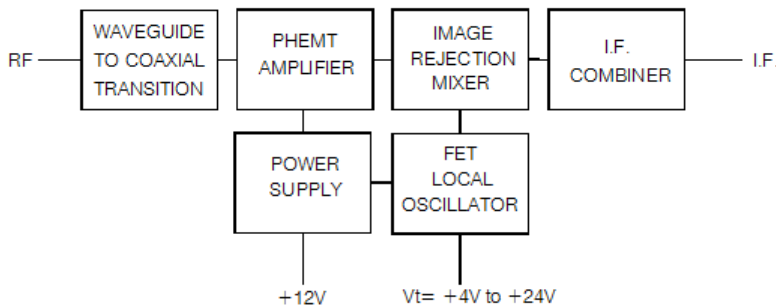 RF
WAVEGUIDE
TO COAXIAL
TRANSITION
PHEMT
AMPLIFIER
IMAGE
REJECTION
MIXER
I.F.
COMBINER
I.F.
POWER
SUPPLY
FET
LOCAL
OSCILLATOR
+12V
Vt= +4V to +24V